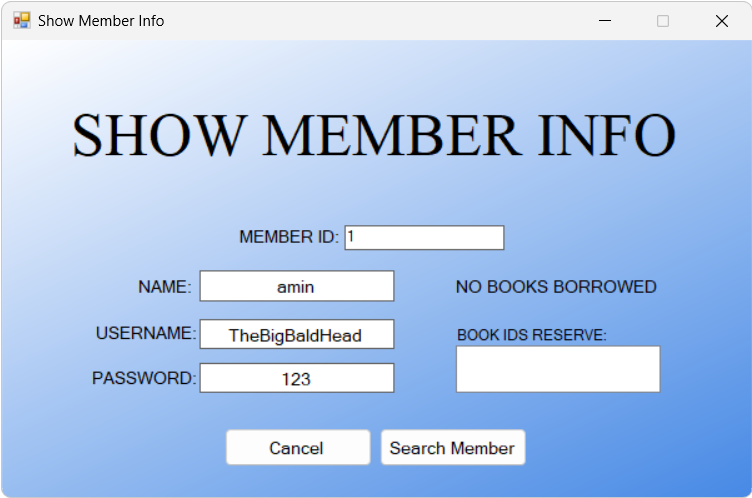 Show Member Info
SHOW MEMBER INFO
MEMBER ID: 1
NAME: amin
NO BOOKS BORROWED
USERNAME: TheBigBaldHead
BOOK IDS RESERVE:
PASSWORD: 123
Cancel
Search Member